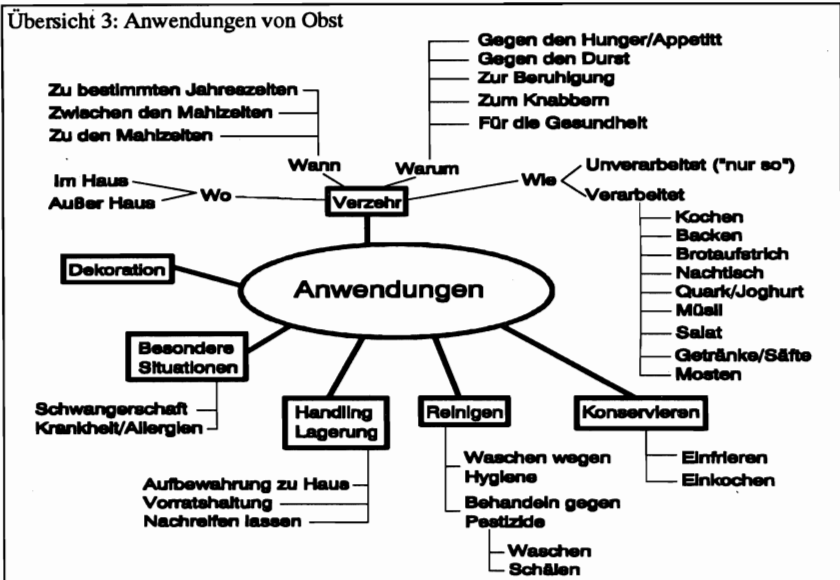 Übersicht 3: Anwendungen von Obst
Gegen den Hunger/Appetitt
Gegen den Durst
Zur Beruhigung
Zum Knabbern
Für die Gesundheit
Zu bestimmten Jahreszeiten
Zwischen den Mahlzeiten
Zu den Mahlzeiten
Wann
Warum
Im Haus
Außer Haus
Wo
Verzehr
Wie
Unverarbeitet ("nur so")
Verarbeitet
Kochen
Backen
Brotaufstrich
Nachtisch
Quark/Joghurt
Müsli
Salat
Getränke/Säfte
Mosten
Dekoration
Anwendungen
Besondere
Situationen
Schwangerschaft
Krankheit/Allergien
Handling
Lagerung
Aufbewahrung zu Haus
Vorratshaltung
Nachreifen lassen
Reinigen
Waschen wegen
Hygiene
Behandeln gegen
Pestizide
Waschen
Schälen
Konservieren
Einfrieren
Einkochen